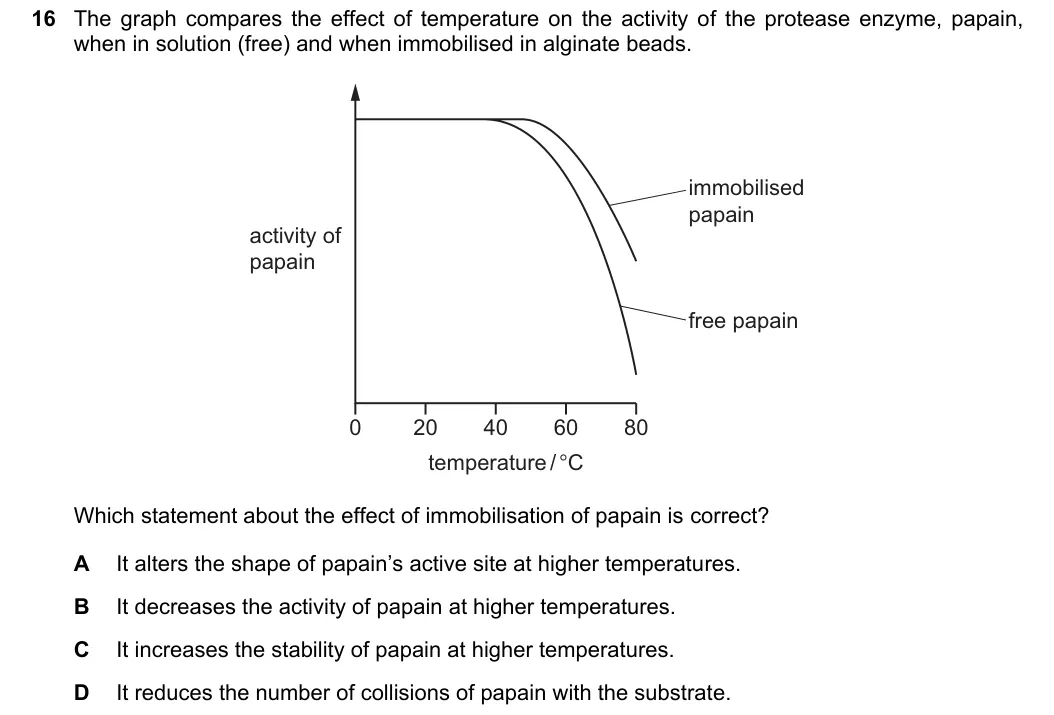 16 The graph compares the effect of temperature on the activity of the protease enzyme, papain,
when in solution (free) and when immobilised in alginate beads.
immobilised
papain
activity of
papain
free papain
0 20 40 60 80
temperature / °C
Which statement about the effect of immobilisation of papain is correct?
A It alters the shape of papain’s active site at higher temperatures.
B It decreases the activity of papain at higher temperatures.
C It increases the stability of papain at higher temperatures.
D It reduces the number of collisions of papain with the substrate.